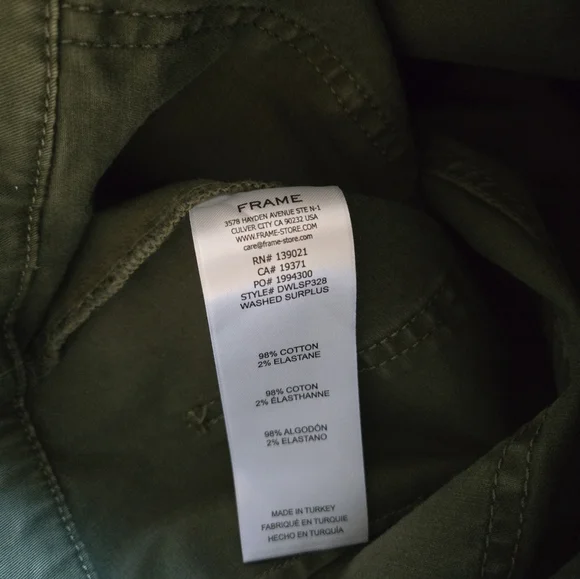 FRAME
3578 HAYDEN AVENUE STE N-1
CULVER CITY CA 90232 USA
WWW.FRAME-STORE.COM
care@frame-store.com
RN# 139021
CA# 19371
PO# 1994300
STYLE# DWLSP328
WASHED SURPLUS
98% COTTON
2% ELASTANE
98% COTON
2% ÉLASTHANNE
98% ALGODÓN
2% ELASTANO
MADE IN TURKEY
FABRIQUÉ EN TURQUIE
HECHO EN TURQUÍA